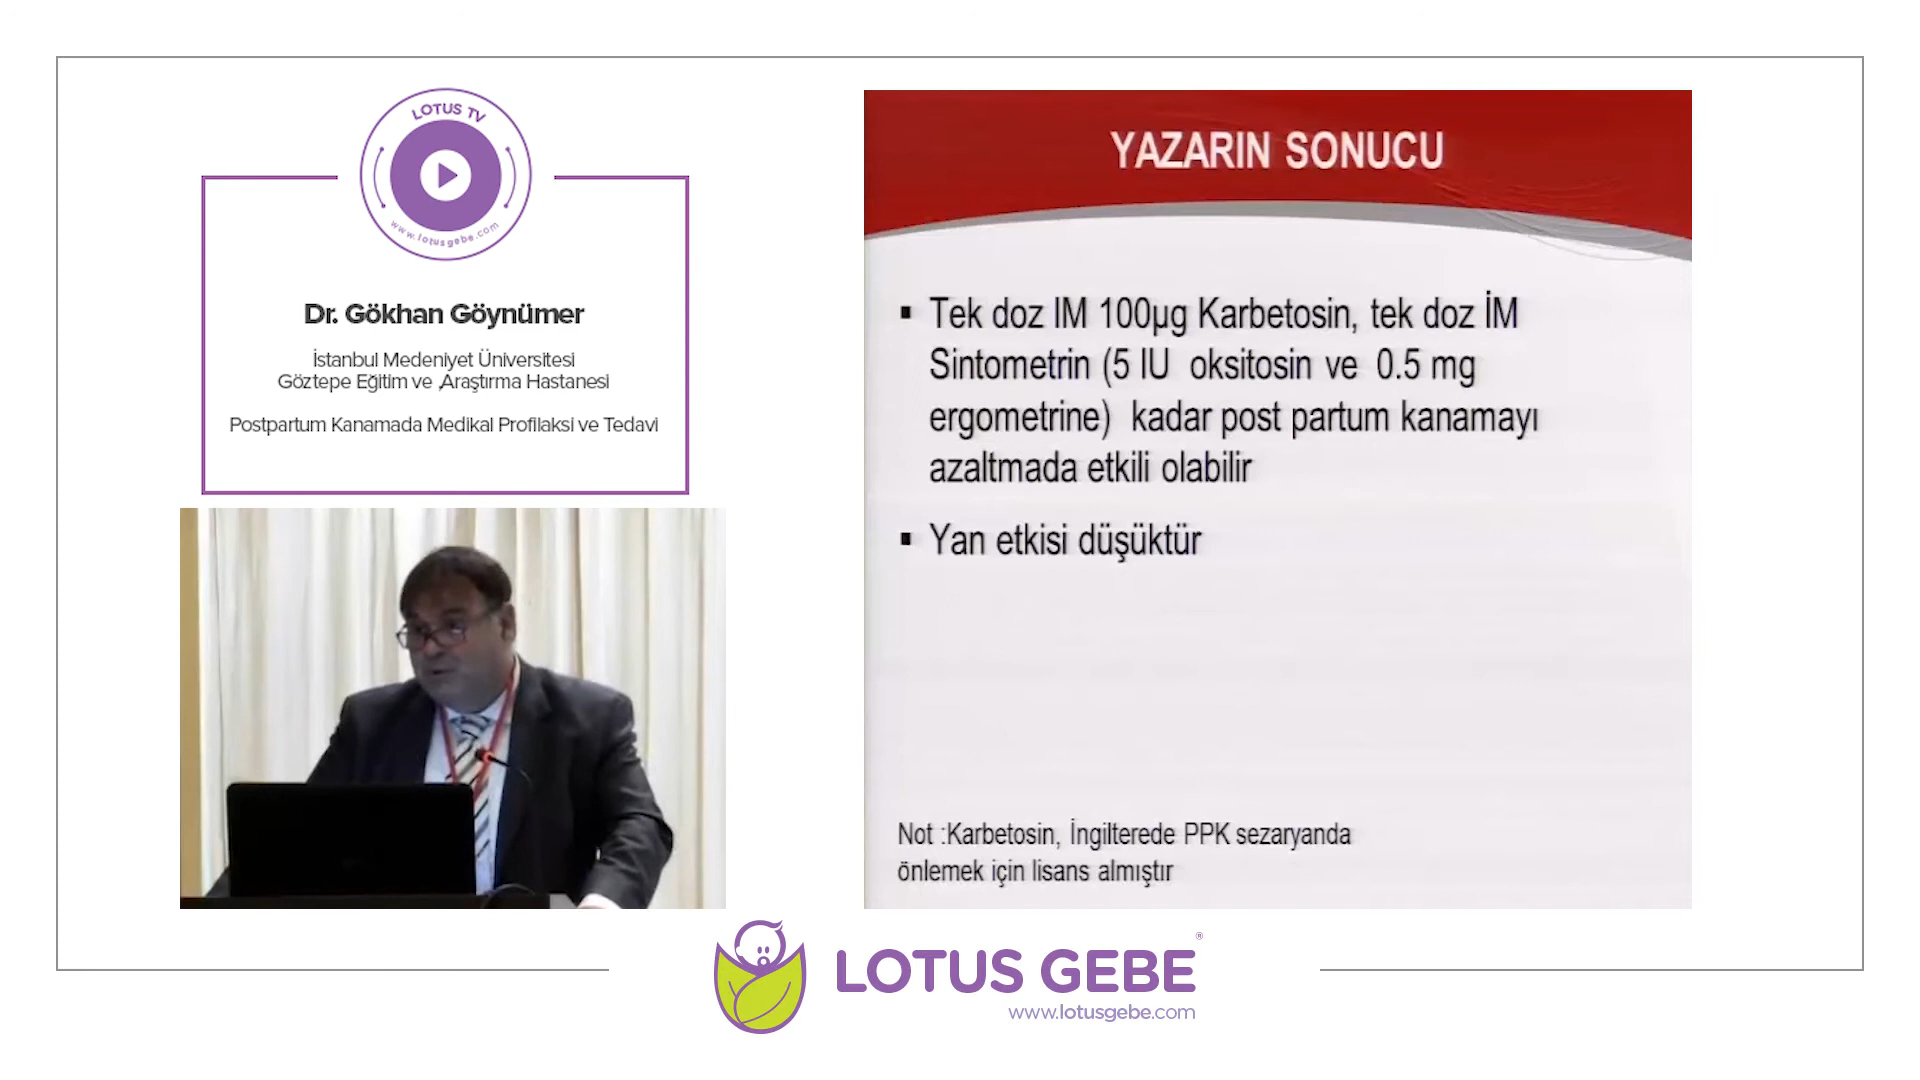 LOTUS TV
www.lotusgebe.com
Dr. Gökhan Göynümer
İstanbul Medeniyet Üniversitesi
Göztepe Eğitim ve ,Araştırma Hastanesi
Postpartum Kanamada Medikal Profilaksi ve Tedavi
YAZARIN SONUCU
▪ Tek doz IM 100µg Karbetosin, tek doz İM
Sintometrin (5 IU oksitosin ve 0.5 mg
ergometrine) kadar post partum kanamayı
azaltmada etkili olabilir
▪ Yan etkisi düşüktür
Not :Karbetosin, İngilterede PPK sezaryanda
önlemek için lisans almıştır
LOTUS GEBE®
www.lotusgebe.com